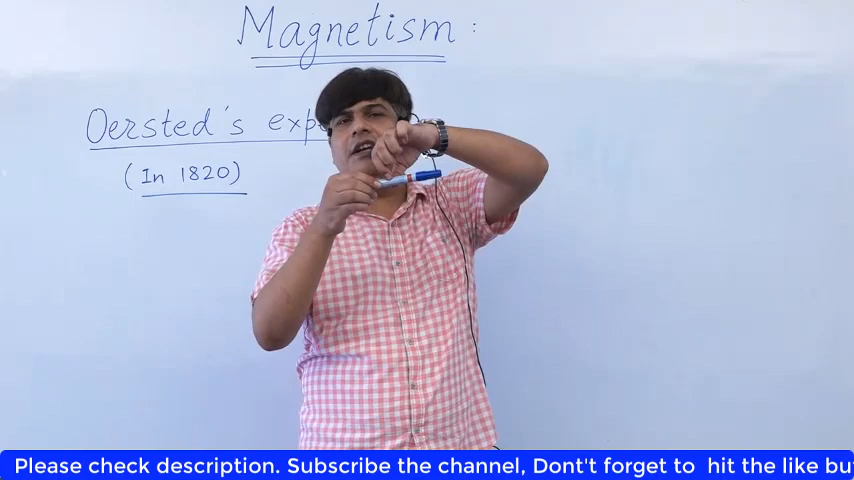 Magnetism :
Oersted's exp
(In 1820)
Please check description. Subscribe the channel, Dont't forget to hit the like bu